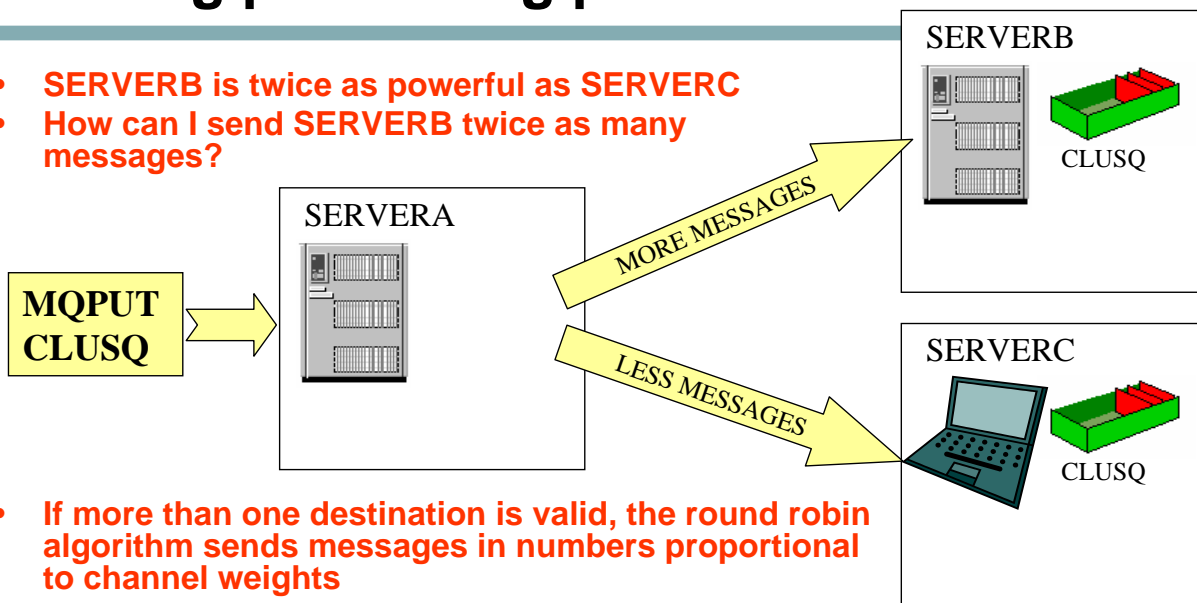 • SERVERB is twice as powerful as SERVERC
• How can I send SERVERB twice as many
messages?
SERVERB
CLUSQ
SERVERA
MORE MESSAGES
MQPUT
CLUSQ
LESS MESSAGES
SERVERC
CLUSQ
• If more than one destination is valid, the round robin
algorithm sends messages in numbers proportional
to channel weights